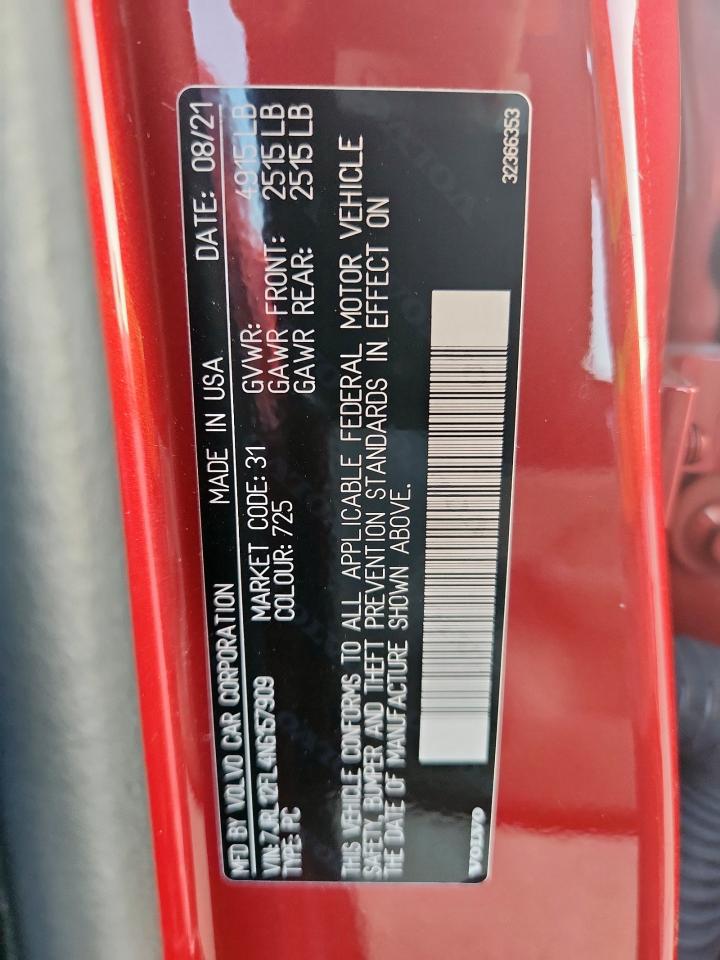 MFD BY VOLVO CAR CORPORATION MADE IN USA DATE: 08/21
VIN: 7JRL12FL4NG157909 MARKET CODE: 31 GVWR: 4915 LB
TYPE: PC COLOUR: 725 GAWR FRONT: 2515 LB
GAWR REAR: 2515 LB
THIS VEHICLE CONFORMS TO ALL APPLICABLE FEDERAL MOTOR VEHICLE
SAFETY, BUMPER AND THEFT PREVENTION STANDARDS IN EFFECT ON
THE DATE OF MANUFACTURE SHOWN ABOVE.
VOLVO 32366353